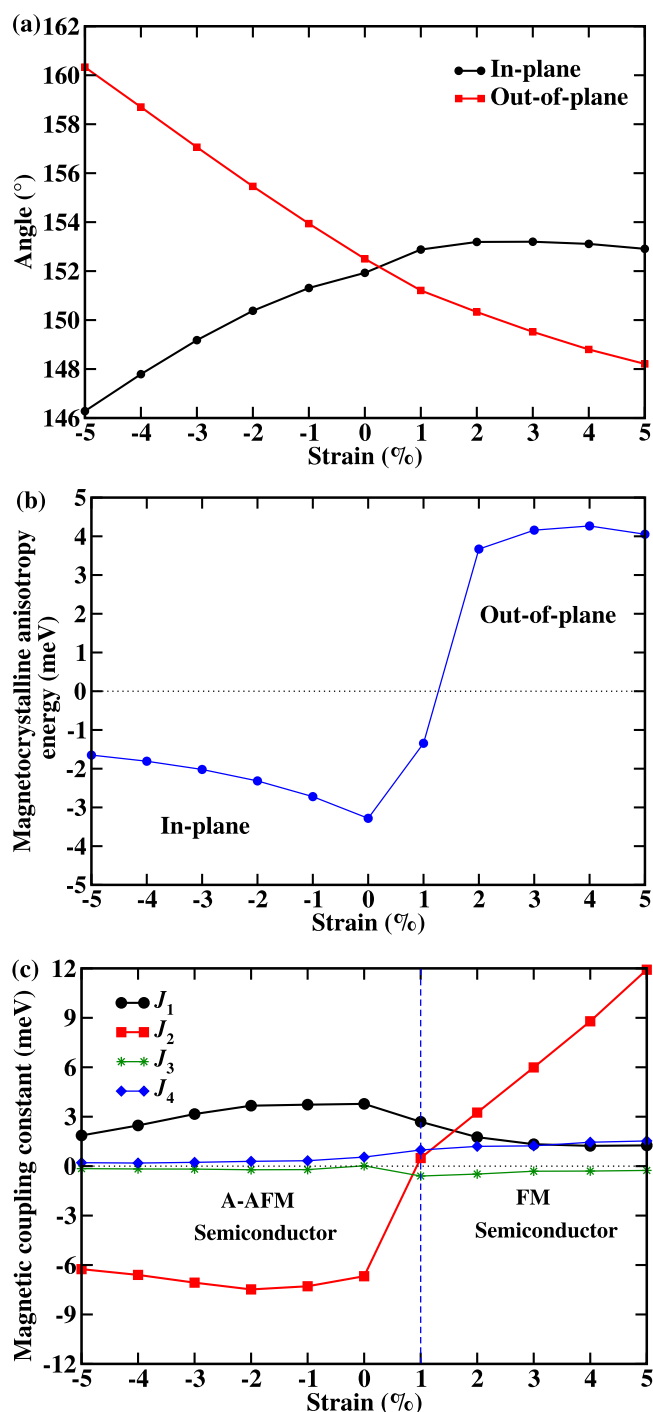 (a)
162
160
158
156
154
152
150
148
146
Angle (°)
In-plane
Out-of-plane
-5 -4 -3 -2 -1 0 1 2 3 4 5
Strain (%)
(b)
5
4
3
2
1
0
-1
-2
-3
-4
-5
Magnetocrystalline anisotropy
energy (meV)
Out-of-plane
In-plane
-5 -4 -3 -2 -1 0 1 2 3 4 5
Strain (%)
(c)
12
9
6
3
0
-3
-6
-9
-12
Magnetic coupling constant (meV)
J1
J2
J3
J4
A-AFM
Semiconductor
FM
Semiconductor
-5 -4 -3 -2 -1 0 1 2 3 4 5
Strain (%)